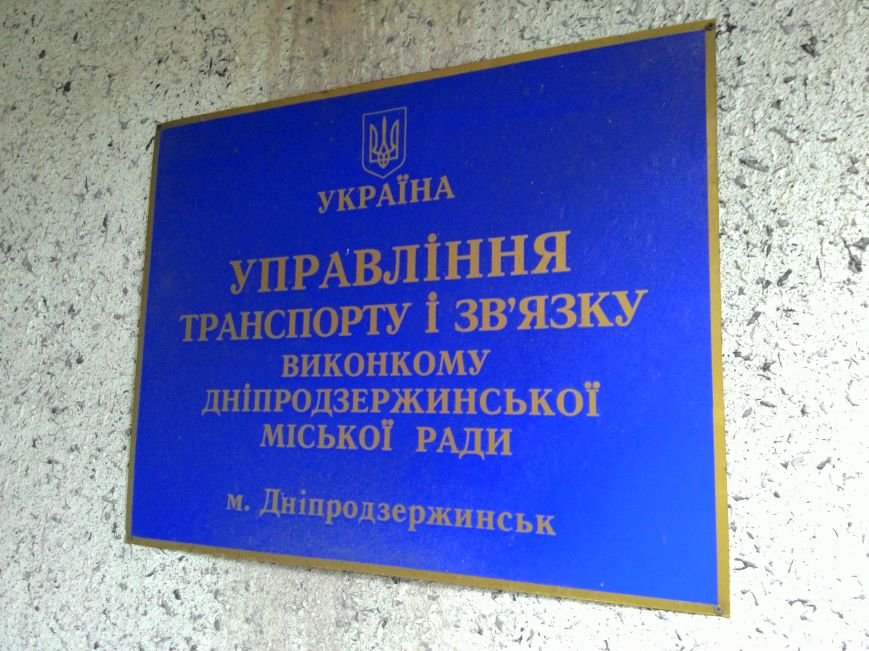 УКРАЇНА
УПРАВЛІННЯ
ТРАНСПОРТУ І ЗВ'ЯЗКУ
ВИКОНКОМУ
ДНІПРОДЗЕРЖИНСЬКОЇ
МІСЬКОЇ РАДИ
м. Дніпродзержинськ